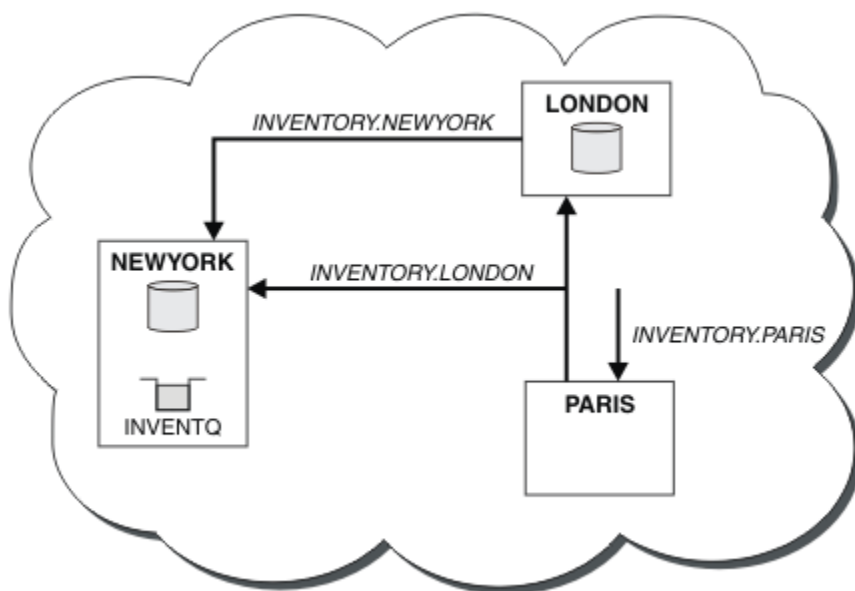 LONDON
INVENTORY.NEWYORK
NEWYORK
INVENTORY.LONDON
INVENTORY.PARIS
PARIS
INVENTQ